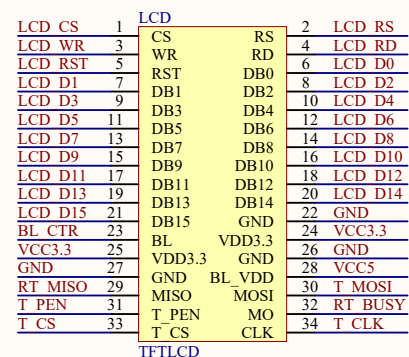 LCD
LCD CS 1 CS RS 2 LCD RS
LCD WR 3 WR RD 4 LCD RD
LCD RST 5 RST DB0 6 LCD D0
LCD D1 7 DB1 DB2 8 LCD D2
LCD D3 9 DB3 DB4 10 LCD D4
LCD D5 11 DB5 DB6 12 LCD D6
LCD D7 13 DB7 DB8 14 LCD D8
LCD D9 15 DB9 DB10 16 LCD D10
LCD D11 17 DB11 DB12 18 LCD D12
LCD D13 19 DB13 DB14 20 LCD D14
LCD D15 21 DB15 GND 22 GND
BL CTR 23 BL VDD3.3 24 VCC3.3
VCC3.3 25 VDD3.3 GND 26 GND
GND 27 GND BL_VDD 28 VCC5
RT MISO 29 MISO MOSI 30 T MOSI
T PEN 31 T_PEN MO 32 RT BUSY
T CS 33 T_CS CLK 34 T CLK
TFTLCD